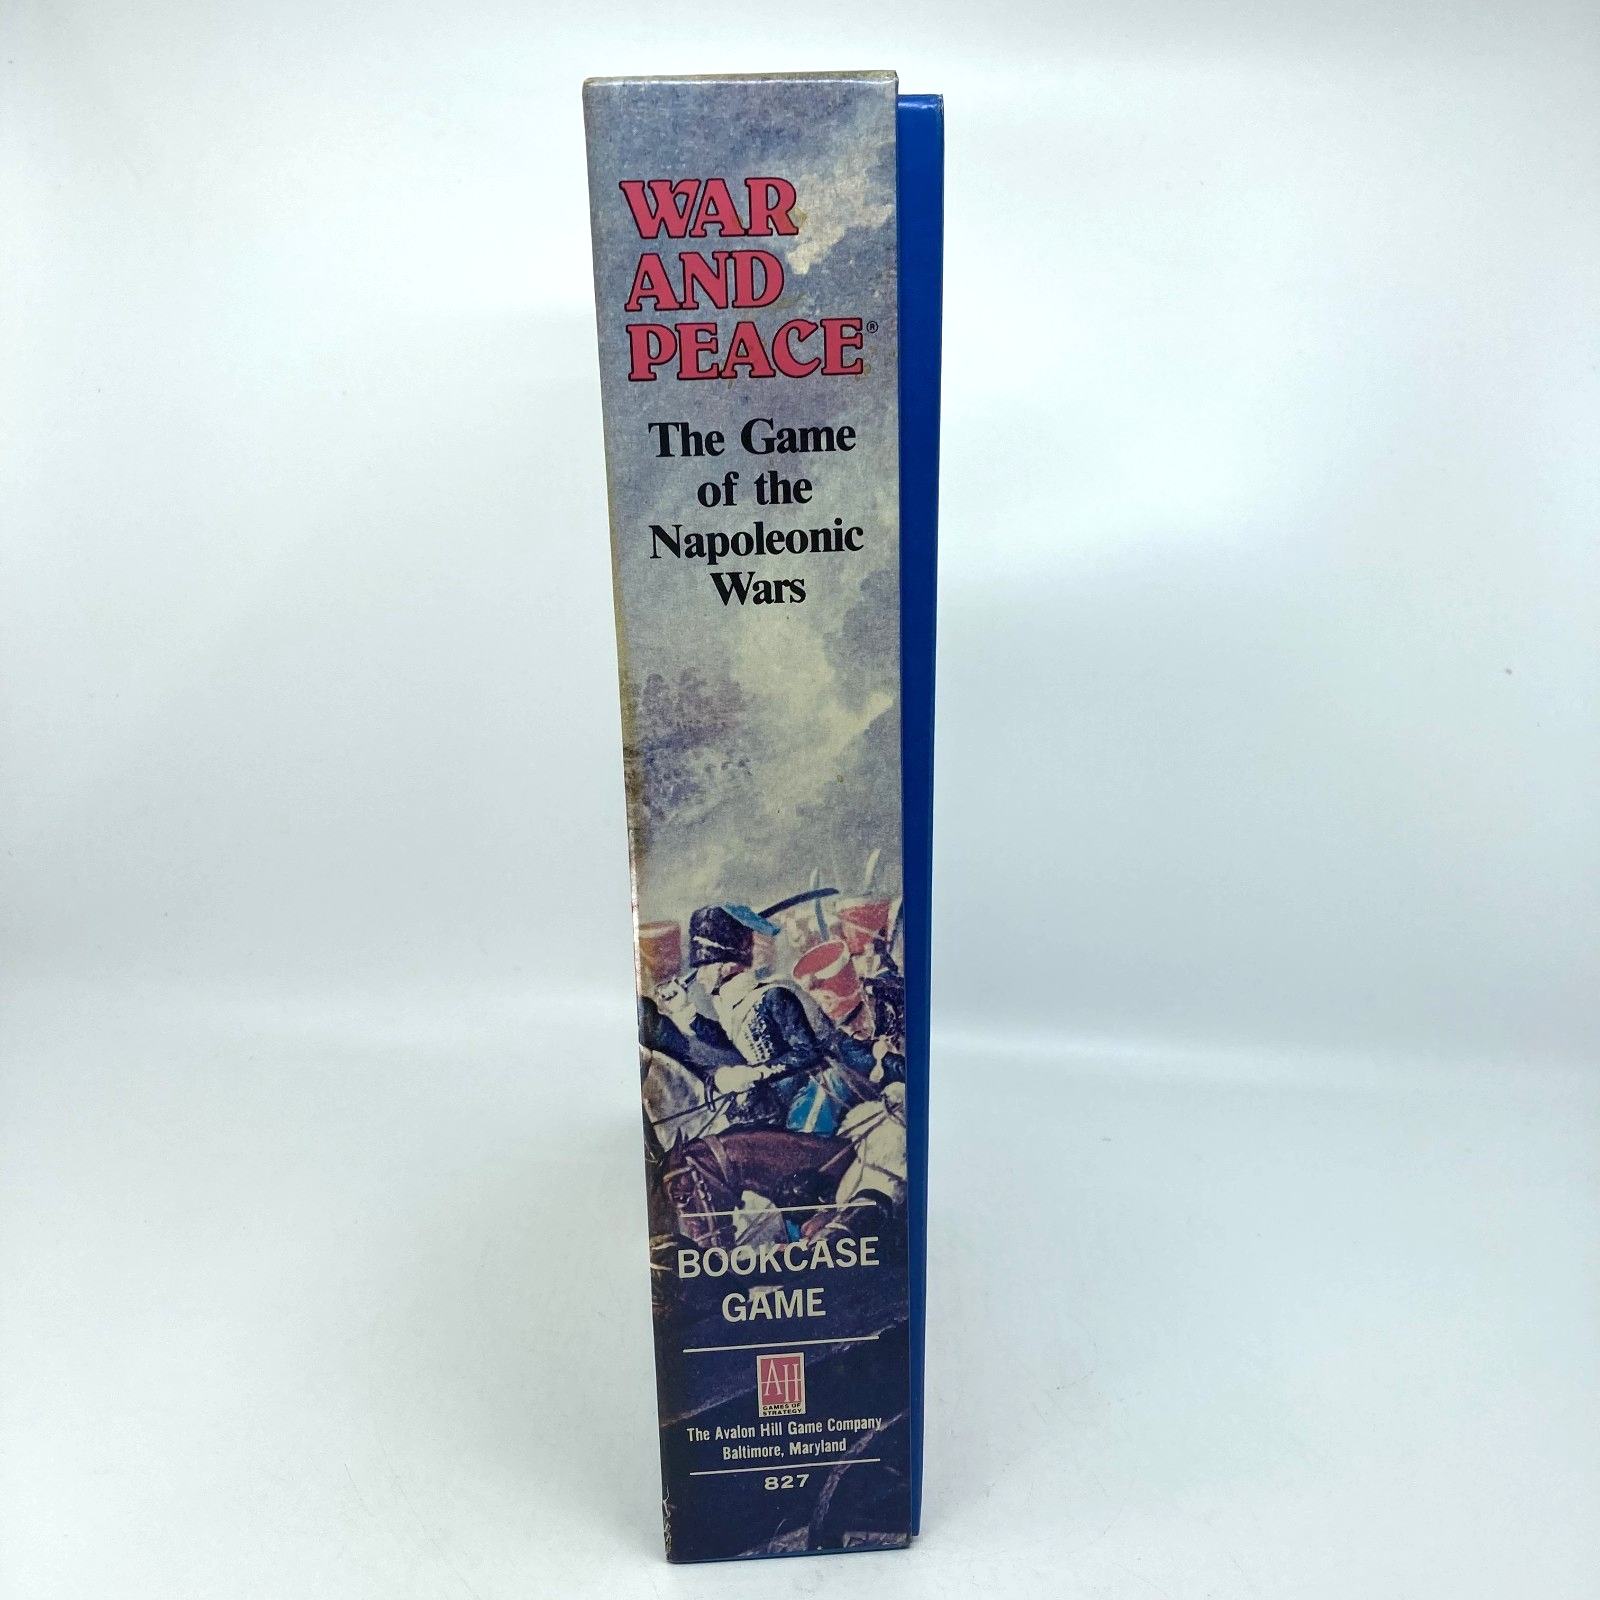 WAR
AND
PEACE®
The Game
of the
Napoleonic
Wars
BOOKCASE
GAME
AH
GAMES OF
STRATEGY
The Avalon Hill Game Company
Baltimore, Maryland
827